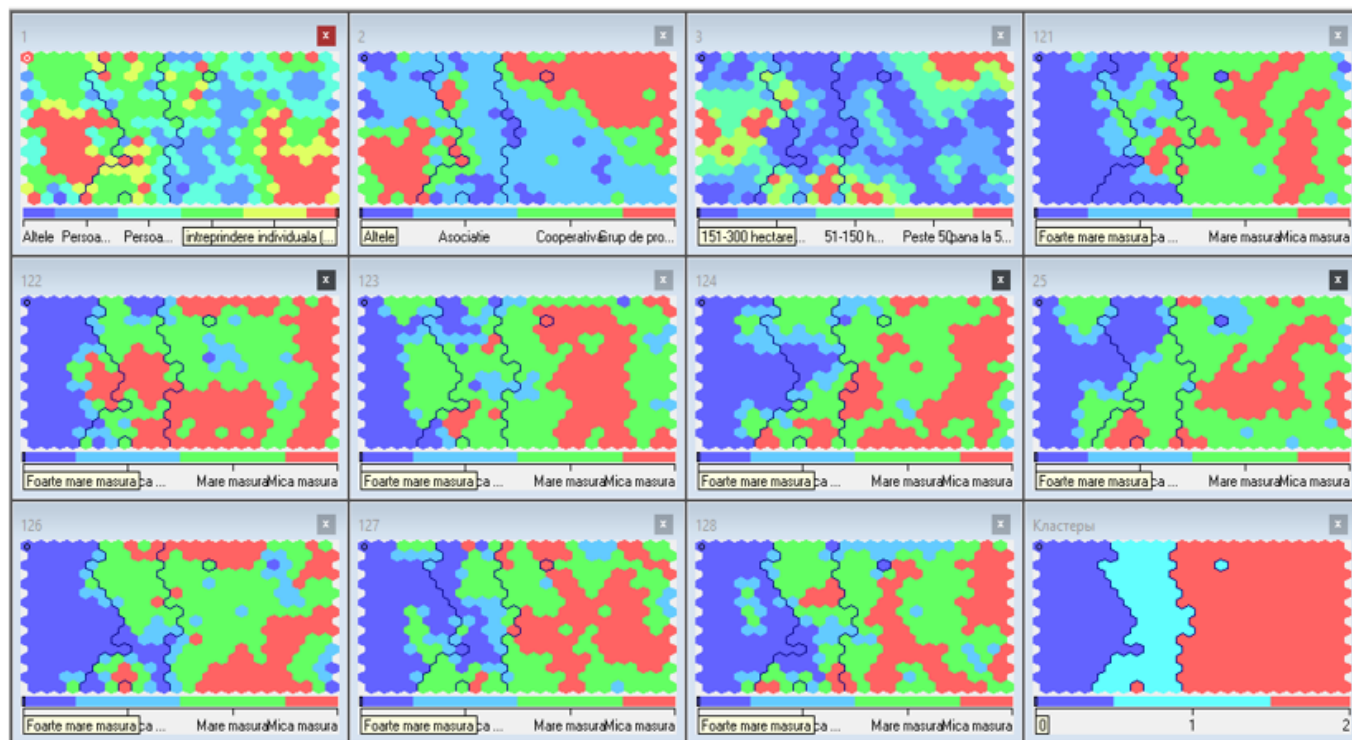 1 2 3 121
Altele Persoa... Persoa... intreprindere individuala (...
Altele Asociatie Cooperativa Grup de pro...
151-300 hectare... 51-150 h... Peste 50 pana la 5...
Foarte mare masura ca ... Mare masura Mica masura
122 123 124 25
Foarte mare masura ca ... Mare masura Mica masura
Foarte mare masura ca ... Mare masura Mica masura
Foarte mare masura ca ... Mare masura Mica masura
Foarte mare masura ca ... Mare masura Mica masura
126 127 128 Кластеры
Foarte mare masura ca ... Mare masura Mica masura
Foarte mare masura ca ... Mare masura Mica masura
Foarte mare masura ca ... Mare masura Mica masura
0 1 2